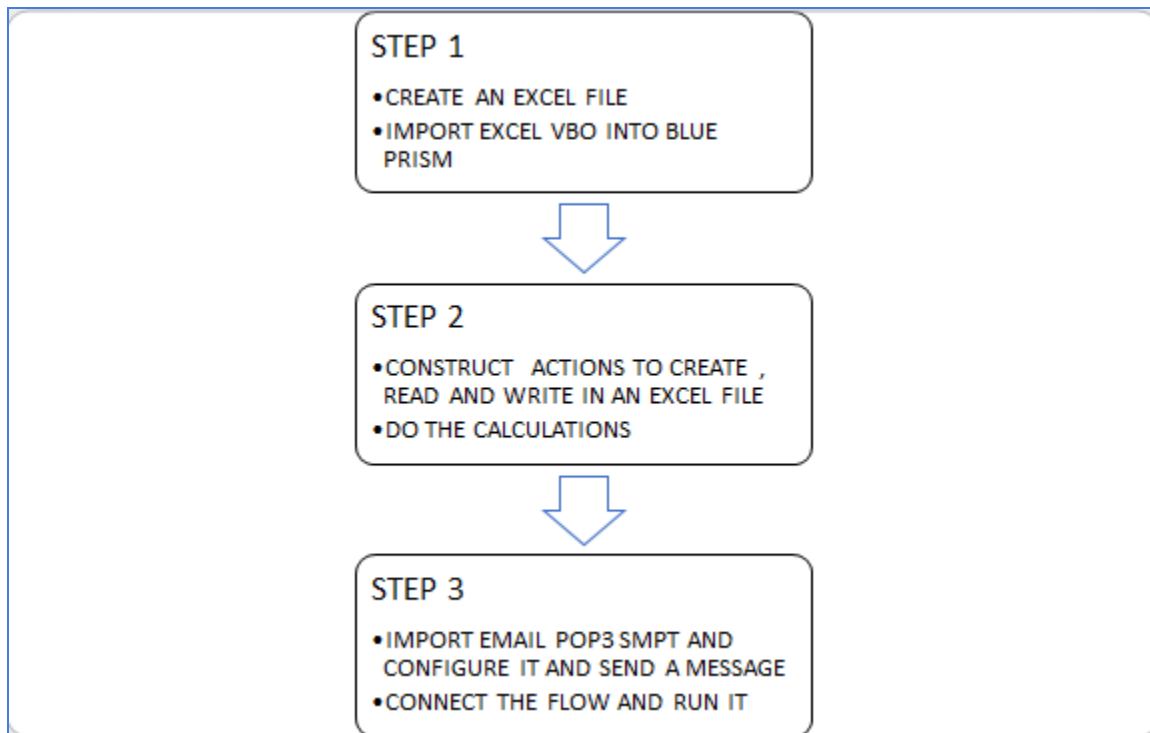 STEP 1
•CREATE AN EXCEL FILE
•IMPORT EXCEL VBO INTO BLUE
PRISM
STEP 2
•CONSTRUCT ACTIONS TO CREATE ,
READ AND WRITE IN AN EXCEL FILE
•DO THE CALCULATIONS
STEP 3
•IMPORT EMAIL POP3 SMPT AND
CONFIGURE IT AND SEND A MESSAGE
•CONNECT THE FLOW AND RUN IT